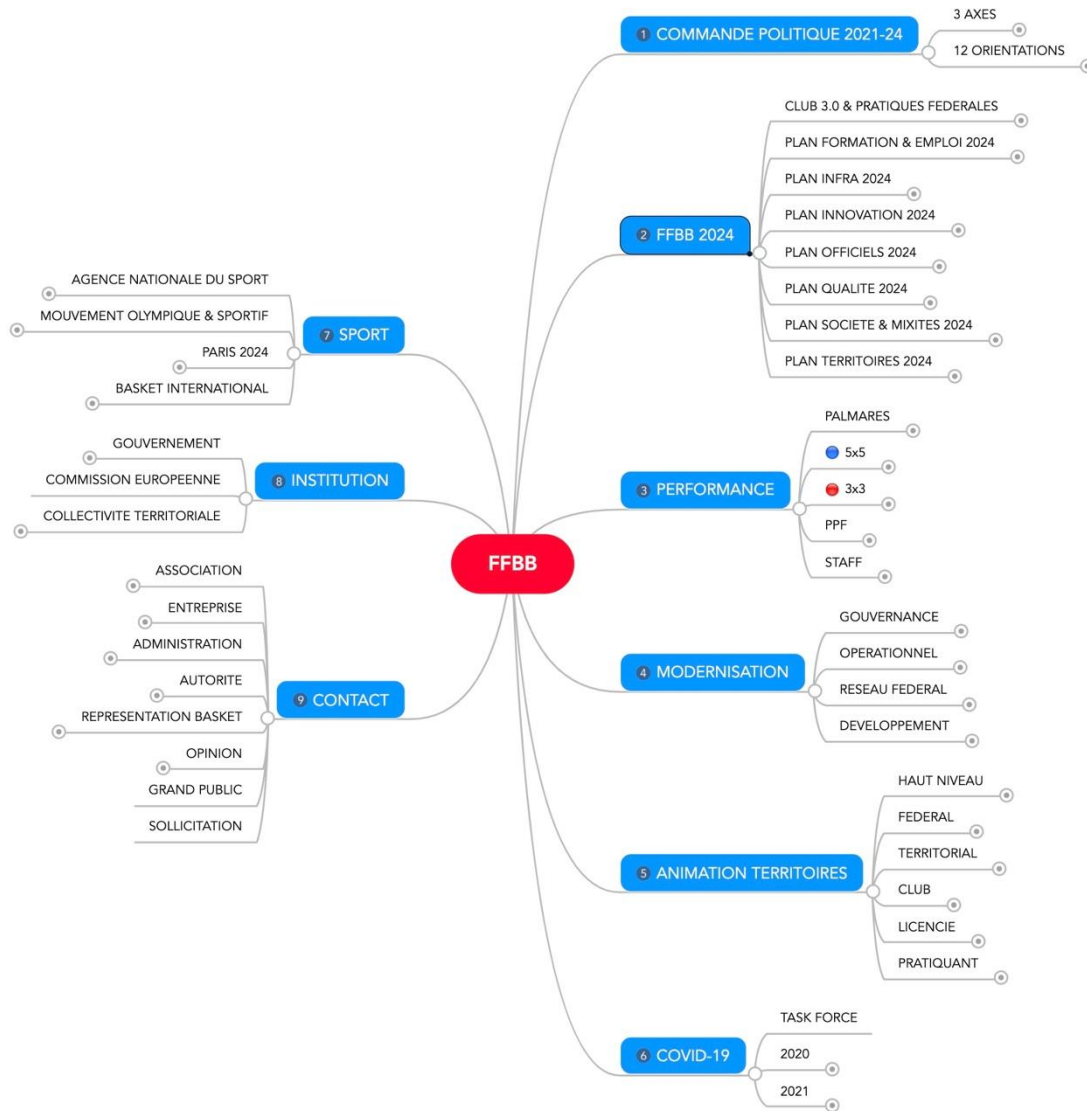 FFBB
1 COMMANDE POLITIQUE 2021-24
3 AXES
12 ORIENTATIONS
2 FFBB 2024
CLUB 3.0 & PRATIQUES FEDERALES
PLAN FORMATION & EMPLOI 2024
PLAN INFRA 2024
PLAN INNOVATION 2024
PLAN OFFICIELS 2024
PLAN QUALITE 2024
PLAN SOCIETE & MIXITES 2024
PLAN TERRITOIRES 2024
3 PERFORMANCE
PALMARES
5x5
3x3
PPF
STAFF
4 MODERNISATION
GOUVERNANCE
OPERATIONNEL
RESEAU FEDERAL
DEVELOPPEMENT
5 ANIMATION TERRITOIRES
HAUT NIVEAU
FEDERAL
TERRITORIAL
CLUB
LICENCIE
PRATIQUANT
6 COVID-19
TASK FORCE
2020
2021
7 SPORT
AGENCE NATIONALE DU SPORT
MOUVEMENT OLYMPIQUE & SPORTIF
PARIS 2024
BASKET INTERNATIONAL
8 INSTITUTION
GOUVERNEMENT
COMMISSION EUROPEENNE
COLLECTIVITE TERRITORIALE
9 CONTACT
ASSOCIATION
ENTREPRISE
ADMINISTRATION
AUTORITE
REPRESENTATION BASKET
OPINION
GRAND PUBLIC
SOLLICITATION